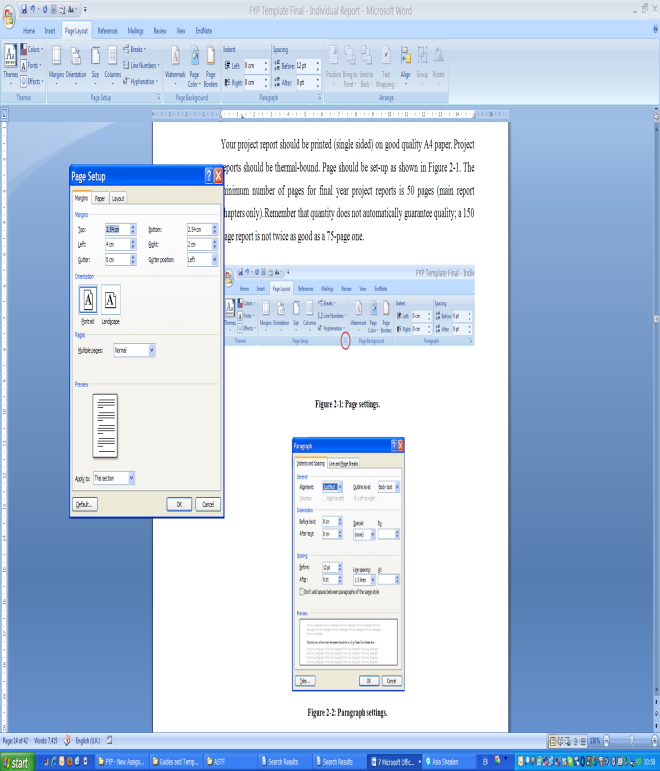 FYP Template Final - Individual Report - Microsoft Word
Home Insert Page Layout References Mailings Review View EndNote
Themes Colors Fonts Effects
Margins Orientation Size Columns Breaks Line Numbers Hyphenation
Watermark Page Color Page Borders
Indent Left: 0 cm Right: 0 cm
Spacing Before: 12 pt After: 0 pt
Position Bring to Front Send to Back Text Wrapping Align Group Rotate
Themes Page Setup Page Background Paragraph Arrange
Your project report should be printed (single sided) on good quality A4 paper. Project
eports should be thermal-bound. Page should be set-up as shown in Figure 2-1. The
minimum number of pages for final year project reports is 50 pages (main report
chapters only). Remember that quantity does not automatically guarantee quality; a 150
page report is not twice as good as a 75-page one.
Page Setup
Margins Paper Layout
Margins
Top: 2.54 cm Bottom: 2.54 cm
Left: 4 cm Right: 2 cm
Gutter: 0 cm Gutter position: Left
Orientation
Portrait Landscape
Pages
Multiple pages: Normal
Preview
Apply to: This section
Default... OK Cancel
FYP Template Final - Indiv
Home Insert Page Layout References Mailings Review View EndNote
Themes Colors Fonts Effects
Margins Orientation Size Columns Breaks Line Numbers Hyphenation
Watermark Page Color Page Borders
Indent Left: 0 cm Right: 0 cm
Spacing Before: 0 pt After: 0 pt
Themes Page Setup Page Background Paragraph
Figure 2-1: Page settings.
Paragraph
Indents and Spacing Line and Page Breaks
General
Alignment: Justified Outline level: Body text
Direction: Right-to-left Left-to-right
Indentation
Before text: 0 cm Special: By:
After text: 0 cm (none)
Spacing
Before: 12 pt Line spacing: At:
After: 0 pt 1.5 lines
Don't add space between paragraphs of the same style
Preview
Tabs... OK Cancel
Figure 2-2: Paragraph settings.
Page: 14 of 42 Words: 7,415 English (U.K.) 130%
start FYP - New Assign... Guides and Temp... ASTF Search Results Search Results 7 Microsoft Offic... Asia Shaalan EN 10:58